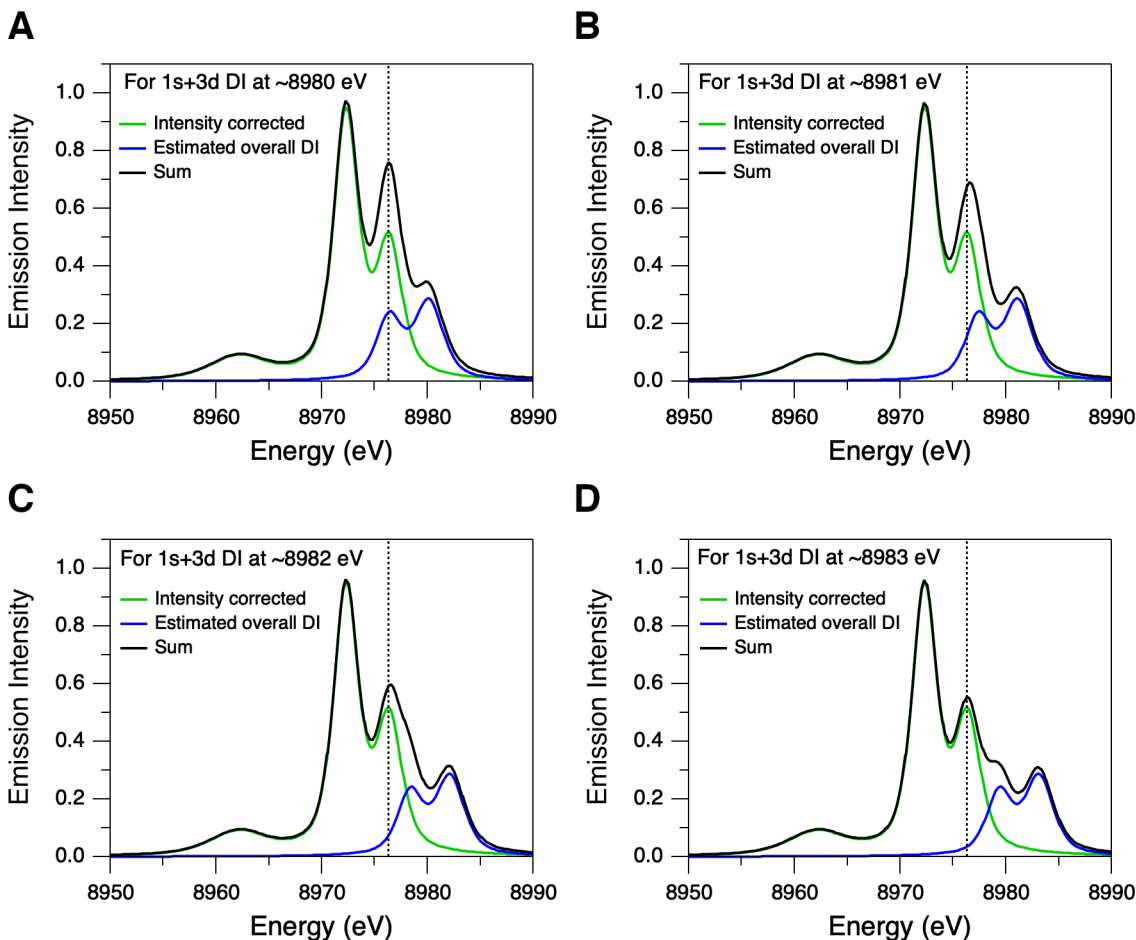 A
For 1s+3d DI at ~8980 eV
Intensity corrected
Estimated overall DI
Sum
Emission Intensity
1.0
0.8
0.6
0.4
0.2
0.0
8950 8960 8970 8980 8990
Energy (eV)
B
For 1s+3d DI at ~8981 eV
Intensity corrected
Estimated overall DI
Sum
Emission Intensity
1.0
0.8
0.6
0.4
0.2
0.0
8950 8960 8970 8980 8990
Energy (eV)
C
For 1s+3d DI at ~8982 eV
Intensity corrected
Estimated overall DI
Sum
Emission Intensity
1.0
0.8
0.6
0.4
0.2
0.0
8950 8960 8970 8980 8990
Energy (eV)
D
For 1s+3d DI at ~8983 eV
Intensity corrected
Estimated overall DI
Sum
Emission Intensity
1.0
0.8
0.6
0.4
0.2
0.0
8950 8960 8970 8980 8990
Energy (eV)